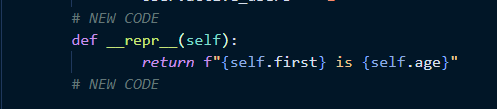 # NEW CODE
def __repr__(self):
return f"{self.first} is {self.age}"
# NEW CODE